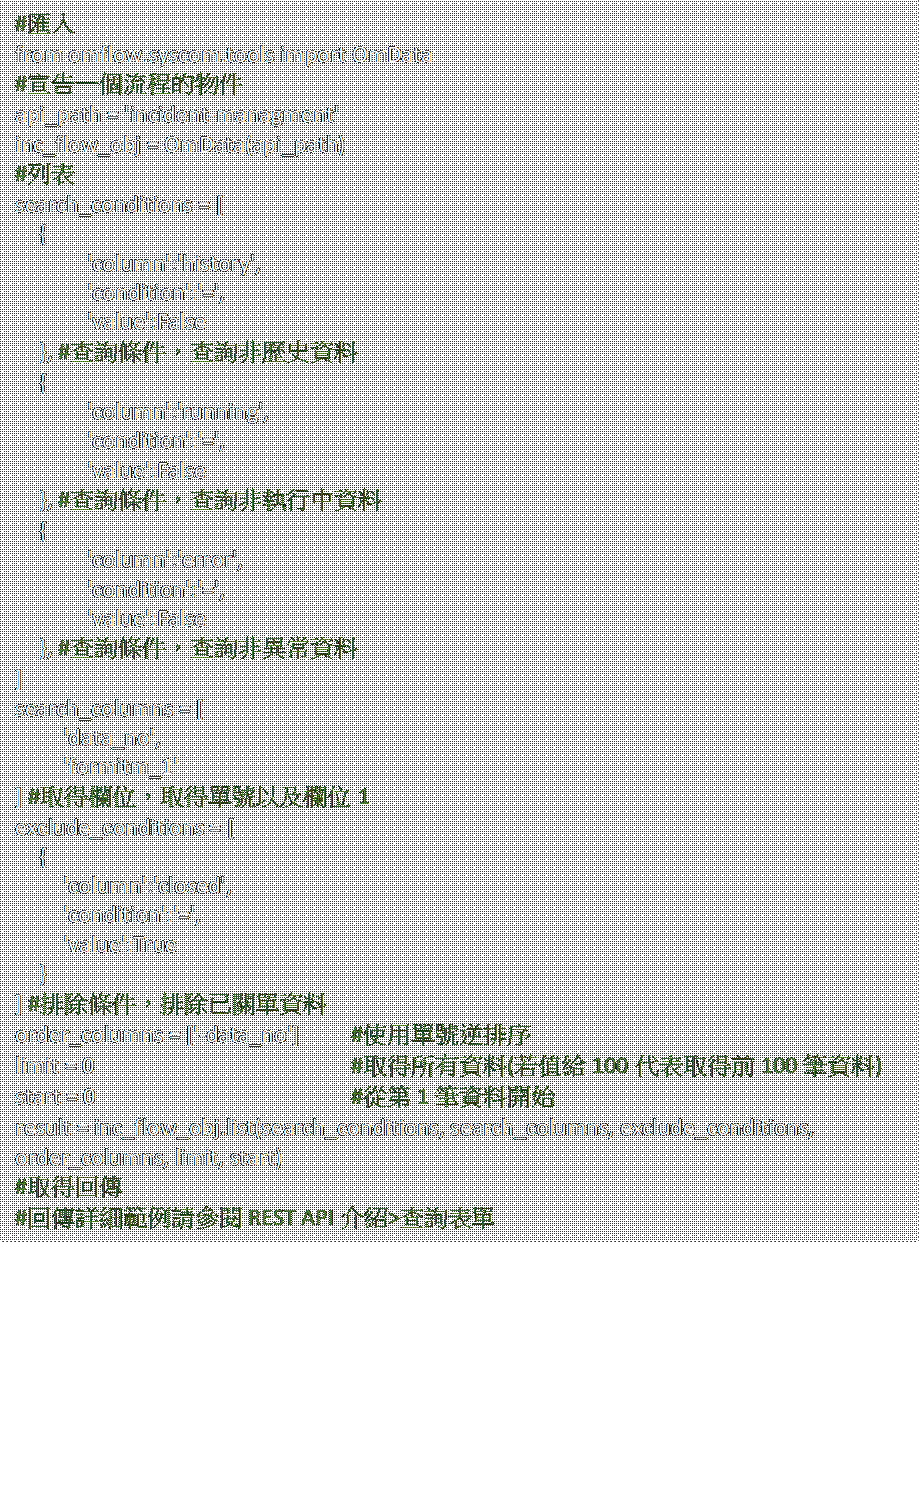 #匯入
from omflow.syscom.tools import OmData
#宣告一個流程的物件
api_path = 'incident-managment'
inc_flow_obj = OmData(api_path)
#列表
search_conditions = [
{
'column':'history',
'condition':'=',
'value':False
}, #查詢條件，查詢非歷史資料
{
'column':'running',
'condition':'=',
'value':False
}, #查詢條件，查詢非執行中資料
{
'column':'error',
'condition':'=',
'value':False
}, #查詢條件，查詢非異常資料
]
search_columns = [
'data_no',
'formitm_1'
] #取得欄位，取得單號以及欄位 1
exclude_conditions = [
{
'column':'closed',
'condition':'=',
'value':True
}
] #排除條件，排除已關單資料
order_columns = ['-data_no'] #使用單號逆排序
limit = 0 #取得所有資料(若值給 100 代表取得前 100 筆資料)
start = 0 #從第 1 筆資料開始
result = inc_flow_obj.list(search_conditions, search_columns, exclude_conditions,
order_columns, limit, start)
#取得回傳
#回傳詳細範例請參閱 REST API 介紹>查詢表單